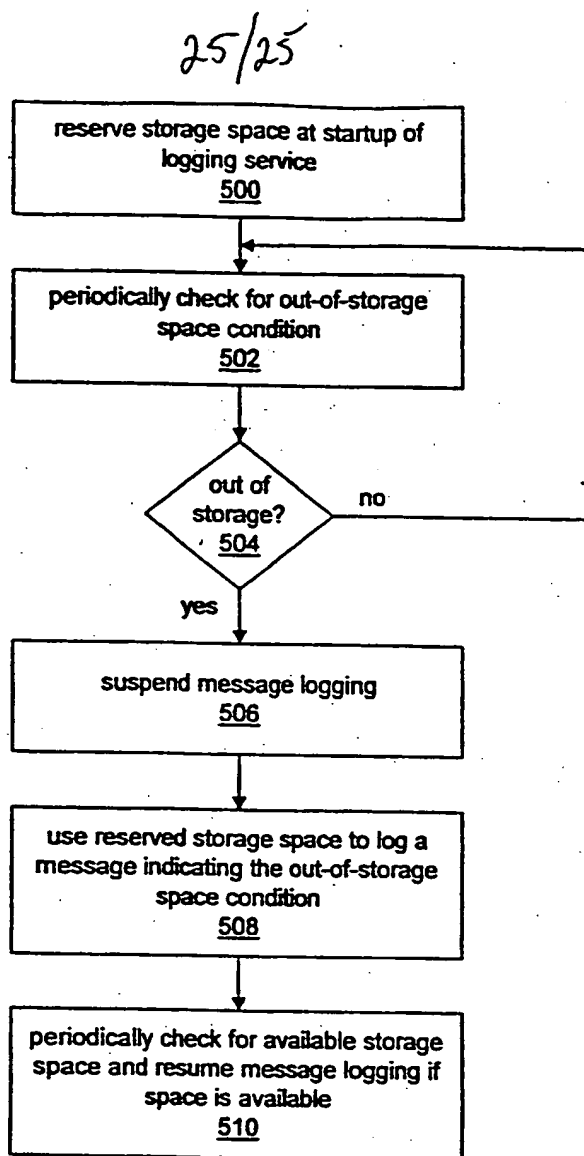 25/25
reserve storage space at startup of
logging service
500
periodically check for out-of-storage
space condition
502
out of
storage?
504
no
yes
suspend message logging
506
use reserved storage space to log a
message indicating the out-of-storage
space condition
508
periodically check for available storage
space and resume message logging if
space is available
510